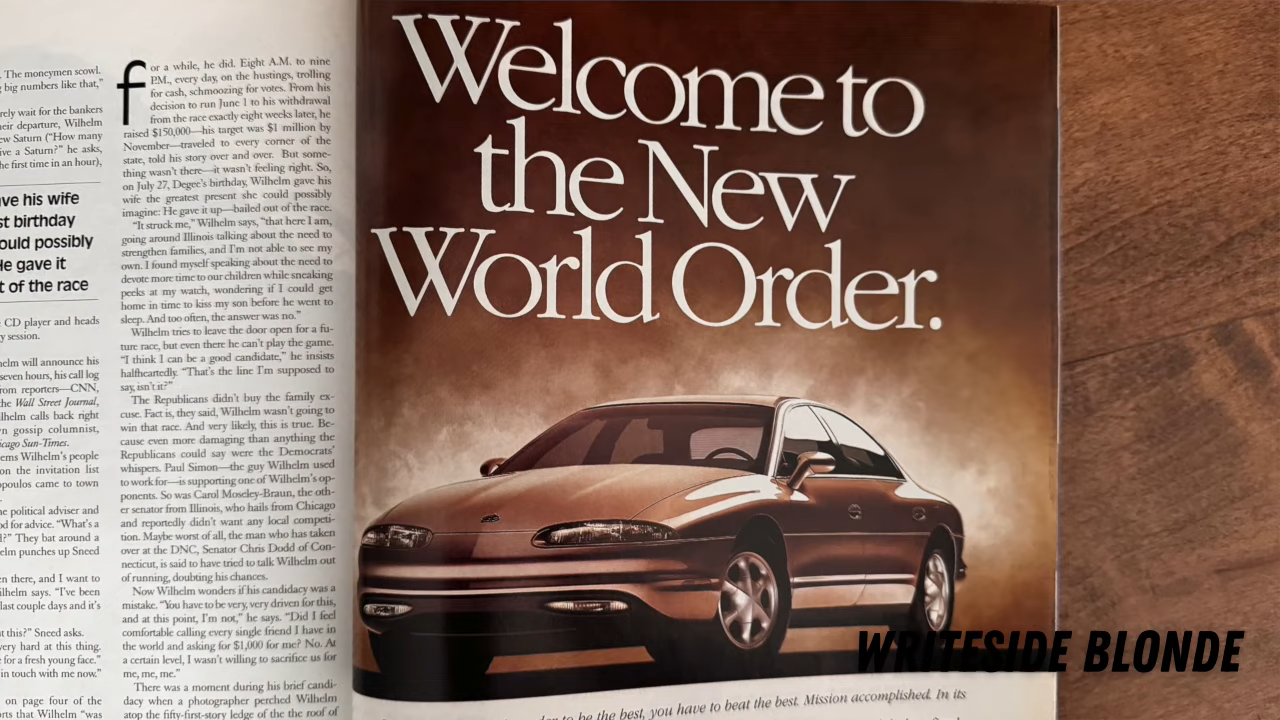 The moneymen scowl.
big numbers like that,"
rely wait for the bankers
eir departure, Wilhelm
ew Saturn ("How many
ive a Saturn?" he asks,
he first time in an hour),
ave his wife
st birthday
ould possibly
He gave it
t of the race
CD player and heads
y session.
helm will announce his
seven hours, his call log
rom reporters—CNN,
the Wall Street Journal,
lhelm calls back right
n gossip columnist,
icago Sun-Times.
ems Wilhelm's people
on the invitation list
opoulos came to town
ne political adviser and
od for advice. "What's a
l?" They bat around a
elm punches up Sneed
en there, and I want to
ilhelm says. "I've been
last couple days and it's
t this?" Sneed asks.
very hard at this thing.
for a fresh young face."
in touch with me now."
on page four of the
orts that Wilhelm "was
for a while, he did. Eight A.M. to nine
P.M., every day, on the hustings, trolling
for cash, schmoozing for votes. From his
decision to run June 1 to his withdrawal
from the race exactly eight weeks later, he
raised $150,000—his target was $1 million by
November—traveled to every corner of the
state, told his story over and over. But some-
thing wasn't there—it wasn't feeling right. So,
on July 27, Degee's birthday, Wilhelm gave his
wife the greatest present she could possibly
imagine: He gave it up—bailed out of the race.
"It struck me," Wilhelm says, "that here I am,
going around Illinois talking about the need to
strengthen families, and I'm not able to see my
own. I found myself speaking about the need to
devote more time to our children while sneaking
peeks at my watch, wondering if I could get
home in time to kiss my son before he went to
sleep. And too often, the answer was no."
Wilhelm tries to leave the door open for a fu-
ture race, but even there he can't play the game.
"I think I can be a good candidate," he insists
halfheartedly. "That's the line I'm supposed to
say, isn't it?"
The Republicans didn't buy the family ex-
cuse. Fact is, they said, Wilhelm wasn't going to
win that race. And very likely, this is true. Be-
cause even more damaging than anything the
Republicans could say were the Democrats'
whispers. Paul Simon—the guy Wilhelm used
to work for—is supporting one of Wilhelm's op-
ponents. So was Carol Moseley-Braun, the oth-
er senator from Illinois, who hails from Chicago
and reportedly didn't want any local competi-
tion. Maybe worst of all, the man who has taken
over at the DNC, Senator Chris Dodd of Con-
necticut, is said to have tried to talk Wilhelm out
of running, doubting his chances.
Now Wilhelm wonders if his candidacy was a
mistake. "You have to be very, very driven for this,
and at this point, I'm not," he says. "Did I feel
comfortable calling every single friend I have in
the world and asking for $1,000 for me? No. At
a certain level, I wasn't willing to sacrifice us for
me, me, me."
There was a moment during his brief candi-
dacy when a photographer perched Wilhelm
atop the fifty-first-story ledge of the the roof of
Welcome to
the New
World Order.
to be the best, you have to beat the best. Mission accomplished. In its
WRITESIDE BLONDE